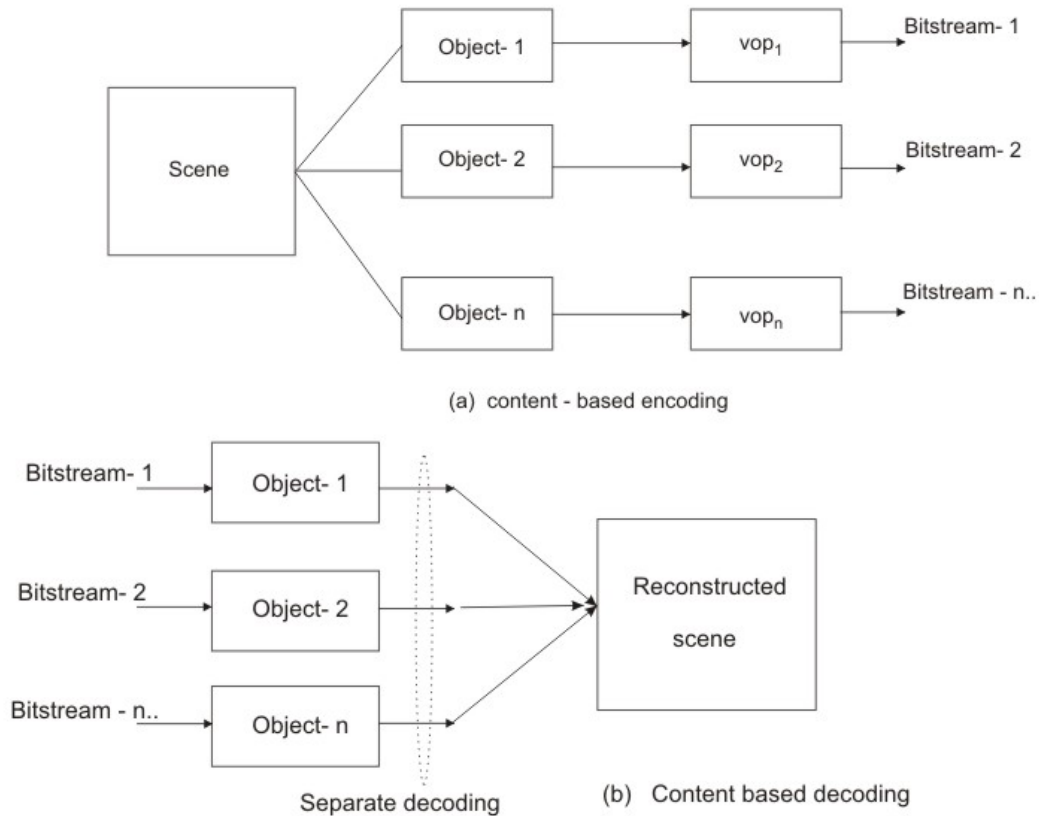 Object- 1
vop₁
Bitstream- 1
Scene
Object- 2
vop₂
Bitstream- 2
Object- n
vopₙ
Bitstream - n..
(a) content - based encoding
Bitstream- 1
Object- 1
Bitstream- 2
Object- 2
Reconstructed
scene
Bitstream - n..
Object- n
Separate decoding
(b) Content based decoding